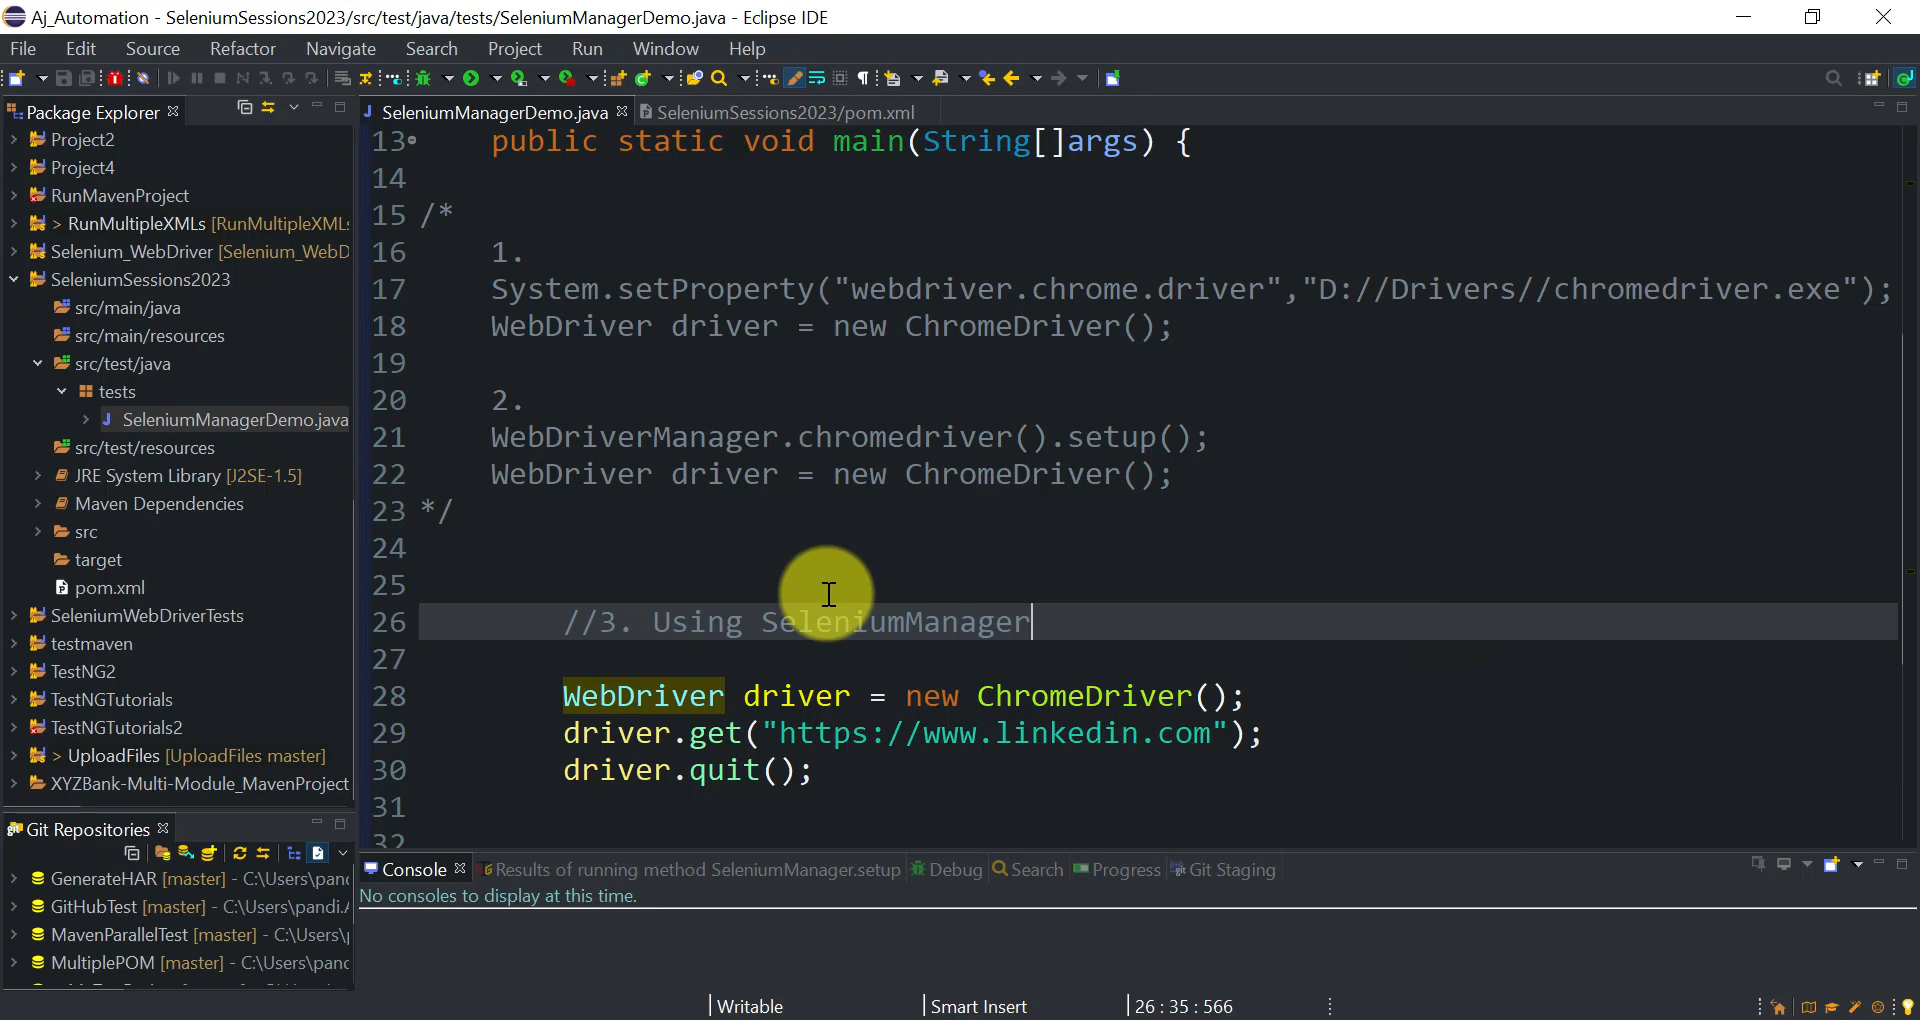 Aj_Automation - SeleniumSessions2023/src/test/java/tests/SeleniumManagerDemo.java - Eclipse IDE
File Edit Source Refactor Navigate Search Project Run Window Help
Package Explorer
Project2
Project4
RunMavenProject
> RunMultipleXMLs [RunMultipleXMLs
Selenium_WebDriver [Selenium_WebD
SeleniumSessions2023
src/main/java
src/main/resources
src/test/java
tests
SeleniumManagerDemo.java
src/test/resources
JRE System Library [J2SE-1.5]
Maven Dependencies
src
target
pom.xml
SeleniumWebDriverTests
testmaven
TestNG2
TestNGTutorials
TestNGTutorials2
> UploadFiles [UploadFiles master]
XYZBank-Multi-Module_MavenProject
Git Repositories
GenerateHAR [master] - C:\Users\pand
GitHubTest [master] - C:\Users\pandi.
MavenParallelTest [master] - C:\Users\
MultiplePOM [master] - C:\Users\pand
SeleniumManagerDemo.java SeleniumSessions2023/pom.xml
13 public static void main(String[]args) {
14
15 /*
16 1.
17 System.setProperty("webdriver.chrome.driver","D://Drivers//chromedriver.exe");
18 WebDriver driver = new ChromeDriver();
19
20 2.
21 WebDriverManager.chromedriver().setup();
22 WebDriver driver = new ChromeDriver();
23 */
24
25
26 //3. Using SeleniumManager
27
28 WebDriver driver = new ChromeDriver();
29 driver.get("https://www.linkedin.com");
30 driver.quit();
31
32
Console Results of running method SeleniumManager.setup Debug Search Progress Git Staging
No consoles to display at this time.
Writable Smart Insert 26 : 35 : 566